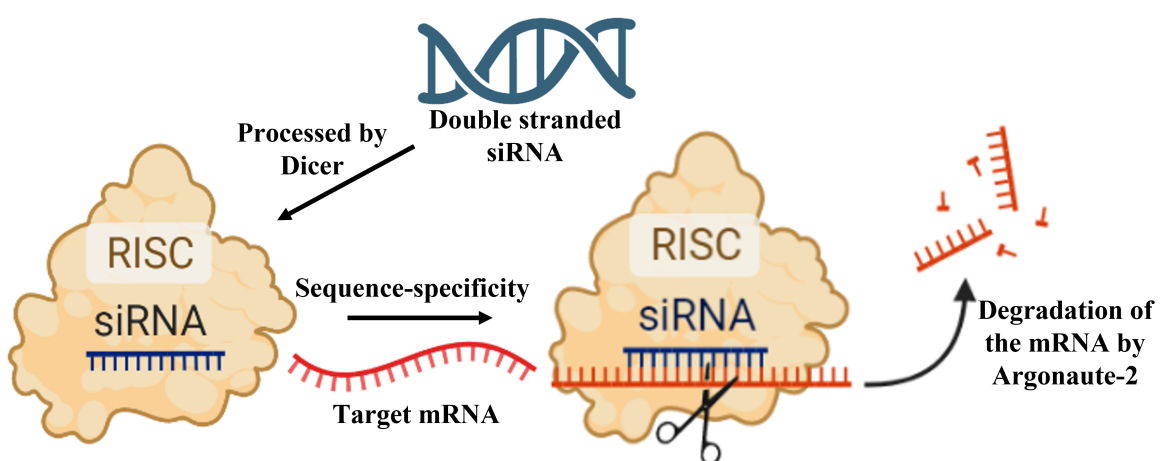 Double stranded
siRNA
Processed by
Dicer
RISC
siRNA
Sequence-specificity
Target mRNA
RISC
siRNA
Degradation of
the mRNA by
Argonaute-2